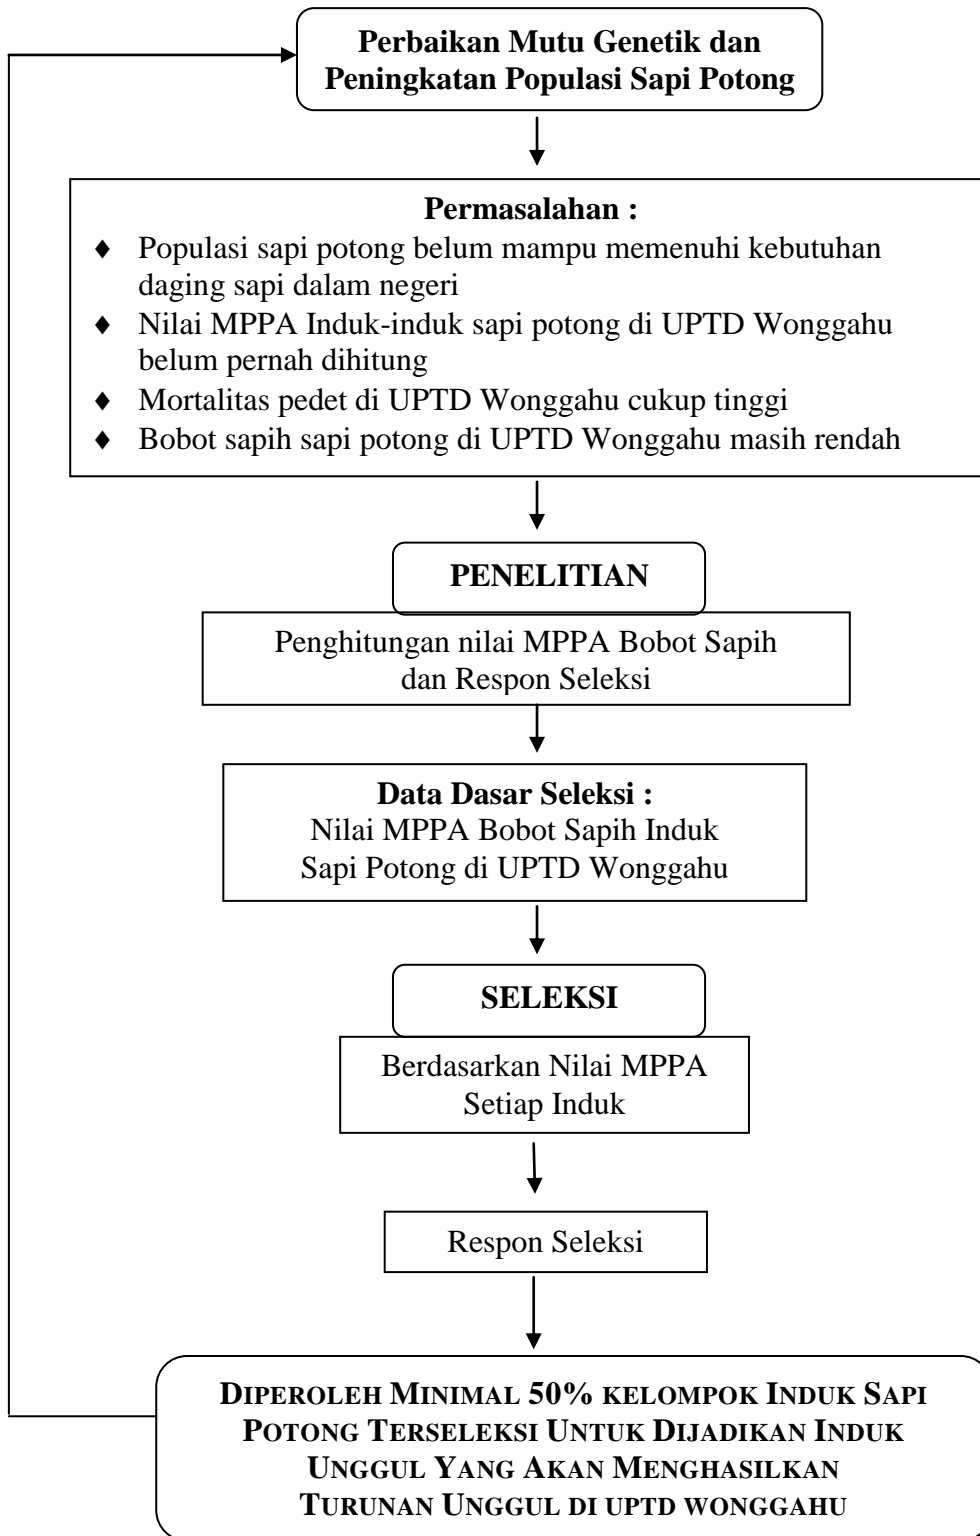 Perbaikan Mutu Genetik dan
Peningkatan Populasi Sapi Potong
Permasalahan :
♦ Populasi sapi potong belum mampu memenuhi kebutuhan
daging sapi dalam negeri
♦ Nilai MPPA Induk-induk sapi potong di UPTD Wonggahu
belum pernah dihitung
♦ Mortalitas pedet di UPTD Wonggahu cukup tinggi
♦ Bobot sapih sapi potong di UPTD Wonggahu masih rendah
PENELITIAN
Penghitungan nilai MPPA Bobot Sapih
dan Respon Seleksi
Data Dasar Seleksi :
Nilai MPPA Bobot Sapih Induk
Sapi Potong di UPTD Wonggahu
SELEKSI
Berdasarkan Nilai MPPA
Setiap Induk
Respon Seleksi
DIPEROLEH MINIMAL 50% KELOMPOK INDUK SAPI
POTONG TERSELEKSI UNTUK DIJADIKAN INDUK
UNGGUL YANG AKAN MENGHASILKAN
TURUNAN UNGGUL DI UPTD WONGGAHU